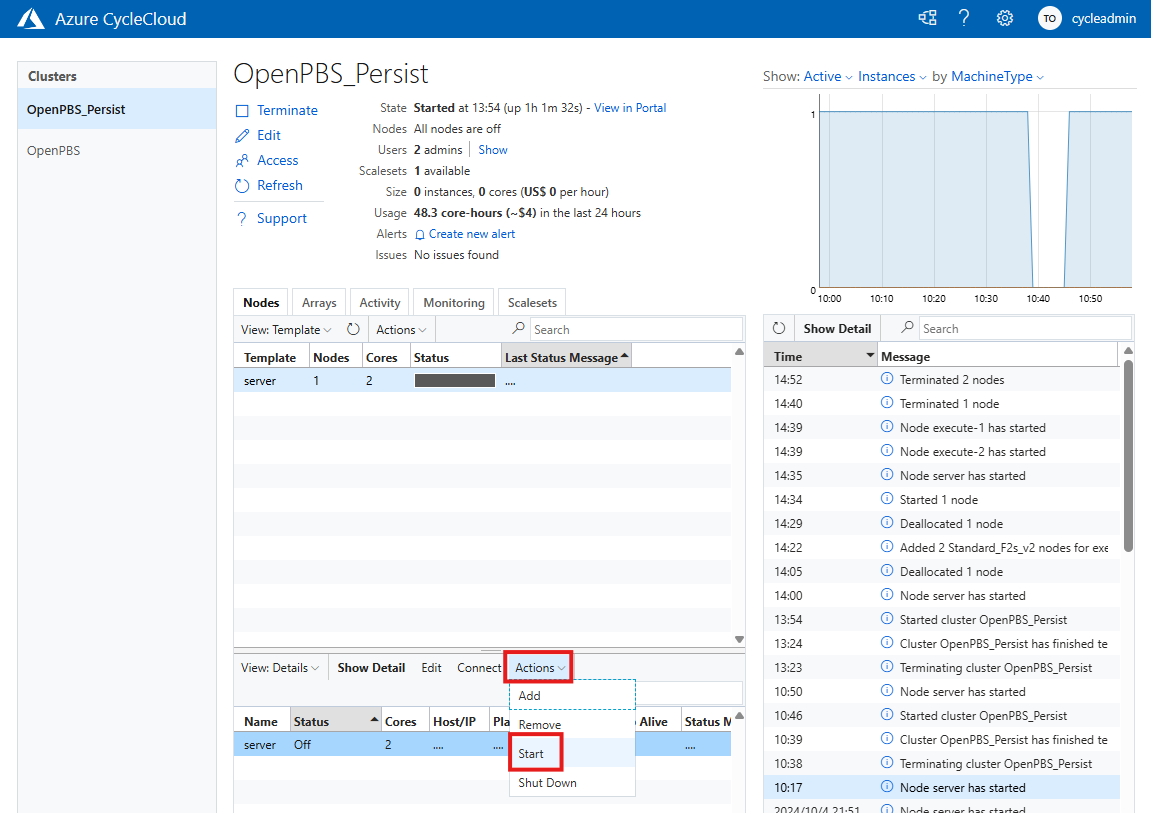 Azure CycleCloud
TO cycleadmin
Clusters
OpenPBS_Persist
OpenPBS
OpenPBS_Persist
Terminate
Edit
Access
Refresh
? Support
State Started at 13:54 (up 1h 1m 32s) - View in Portal
Nodes All nodes are off
Users 2 admins Show
Scalesets 1 available
Size 0 instances, 0 cores (US$ 0 per hour)
Usage 48.3 core-hours (~$4) in the last 24 hours
Alerts Create new alert
Issues No issues found
Show: Active Instances by MachineType
1
0
10:00 10:10 10:20 10:30 10:40 10:50
Nodes Arrays Activity Monitoring Scalesets
View: Template Actions Search
Template Nodes Cores Status Last Status Message
server 1 2 ....
View: Details Show Detail Edit Connect Actions
Add
Remove
Start
Shut Down
Name Status Cores Host/IP Pla Alive Status M
server Off 2 .... .... ....
Show Detail Search
Time Message
14:52 Terminated 2 nodes
14:40 Terminated 1 node
14:39 Node execute-1 has started
14:39 Node execute-2 has started
14:35 Node server has started
14:34 Started 1 node
14:29 Deallocated 1 node
14:22 Added 2 Standard_F2s_v2 nodes for exe
14:05 Deallocated 1 node
14:00 Node server has started
13:54 Started cluster OpenPBS_Persist
13:24 Cluster OpenPBS_Persist has finished te
13:23 Terminating cluster OpenPBS_Persist
10:50 Node server has started
10:46 Started cluster OpenPBS_Persist
10:39 Cluster OpenPBS_Persist has finished te
10:38 Terminating cluster OpenPBS_Persist
10:17 Node server has started
2024/10/4 21:51 Node server has started